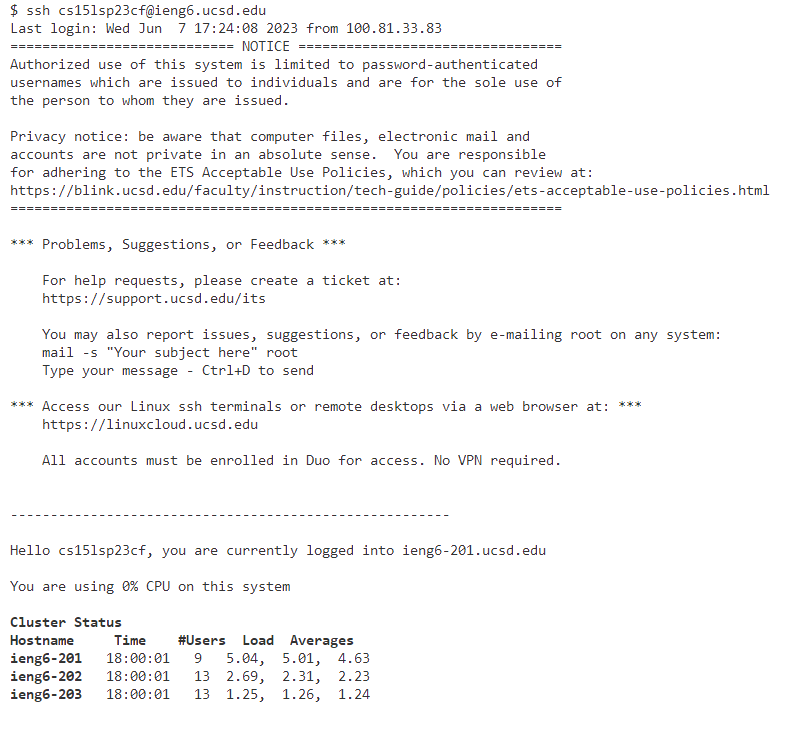 $ ssh cs15lsp23cf@ieng6.ucsd.edu
Last login: Wed Jun  7 17:24:08 2023 from 100.81.33.83
============================ NOTICE =================================
Authorized use of this system is limited to password-authenticated
usernames which are issued to individuals and are for the sole use of
the person to whom they are issued.

Privacy notice: be aware that computer files, electronic mail and
accounts are not private in an absolute sense.  You are responsible
for adhering to the ETS Acceptable Use Policies, which you can review at:
https://blink.ucsd.edu/faculty/instruction/tech-guide/policies/ets-acceptable-use-policies.html
=====================================================================

*** Problems, Suggestions, or Feedback ***

    For help requests, please create a ticket at:
    https://support.ucsd.edu/its

    You may also report issues, suggestions, or feedback by e-mailing root on any system:
    mail -s "Your subject here" root
    Type your message - Ctrl+D to send

*** Access our Linux ssh terminals or remote desktops via a web browser at: ***
    https://linuxcloud.ucsd.edu

    All accounts must be enrolled in Duo for access. No VPN required.


-------------------------------------------------------

Hello cs15lsp23cf, you are currently logged into ieng6-201.ucsd.edu

You are using 0% CPU on this system

Cluster Status
Hostname     Time    #Users  Load  Averages
ieng6-201   18:00:01   9   5.04,  5.01,  4.63
ieng6-202   18:00:01   13  2.69,  2.31,  2.23
ieng6-203   18:00:01   13  1.25,  1.26,  1.24